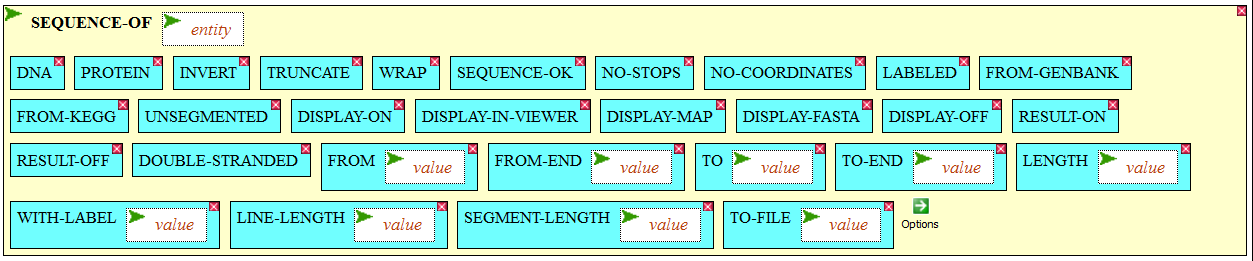 SEQUENCE-OF entity
DNA PROTEIN INVERT TRUNCATE WRAP SEQUENCE-OK NO-STOPS NO-COORDINATES LABELED FROM-GENBANK
FROM-KEGG UNSEGMENTED DISPLAY-ON DISPLAY-IN-VIEWER DISPLAY-MAP DISPLAY-FASTA DISPLAY-OFF RESULT-ON
RESULT-OFF DOUBLE-STRANDED FROM value FROM-END value TO value TO-END value LENGTH value
WITH-LABEL value LINE-LENGTH value SEGMENT-LENGTH value TO-FILE value Options